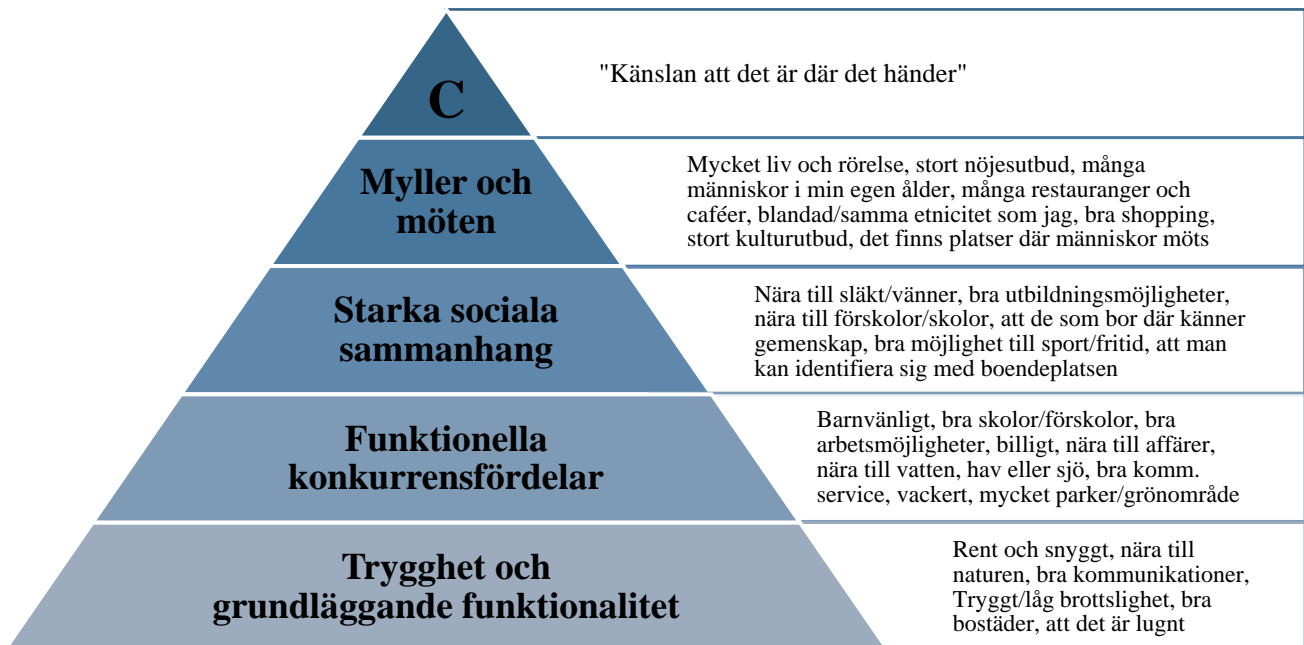 C
"Känslan att det är där det händer"
Myller och
möten
Mycket liv och rörelse, stort nöjesutbud, många
människor i min egen ålder, många restauranger och
caféer, blandad/samma etnicitet som jag, bra shopping,
stort kulturutbud, det finns platser där människor möts
Starka sociala
sammanhang
Nära till släkt/vänner, bra utbildningsmöjligheter,
nära till förskolor/skolor, att de som bor där känner
gemenskap, bra möjlighet till sport/fritid, att man
kan identifiera sig med boendeplatsen
Funktionella
konkurrensfördelar
Barnvänligt, bra skolor/förskolor, bra
arbetsmöjligheter, billigt, nära till affärer,
nära till vatten, hav eller sjö, bra komm.
service, vackert, mycket parker/grönområde
Trygghet och
grundläggande funktionalitet
Rent och snyggt, nära till
naturen, bra kommunikationer,
Tryggt/låg brottslighet, bra
bostäder, att det är lugnt